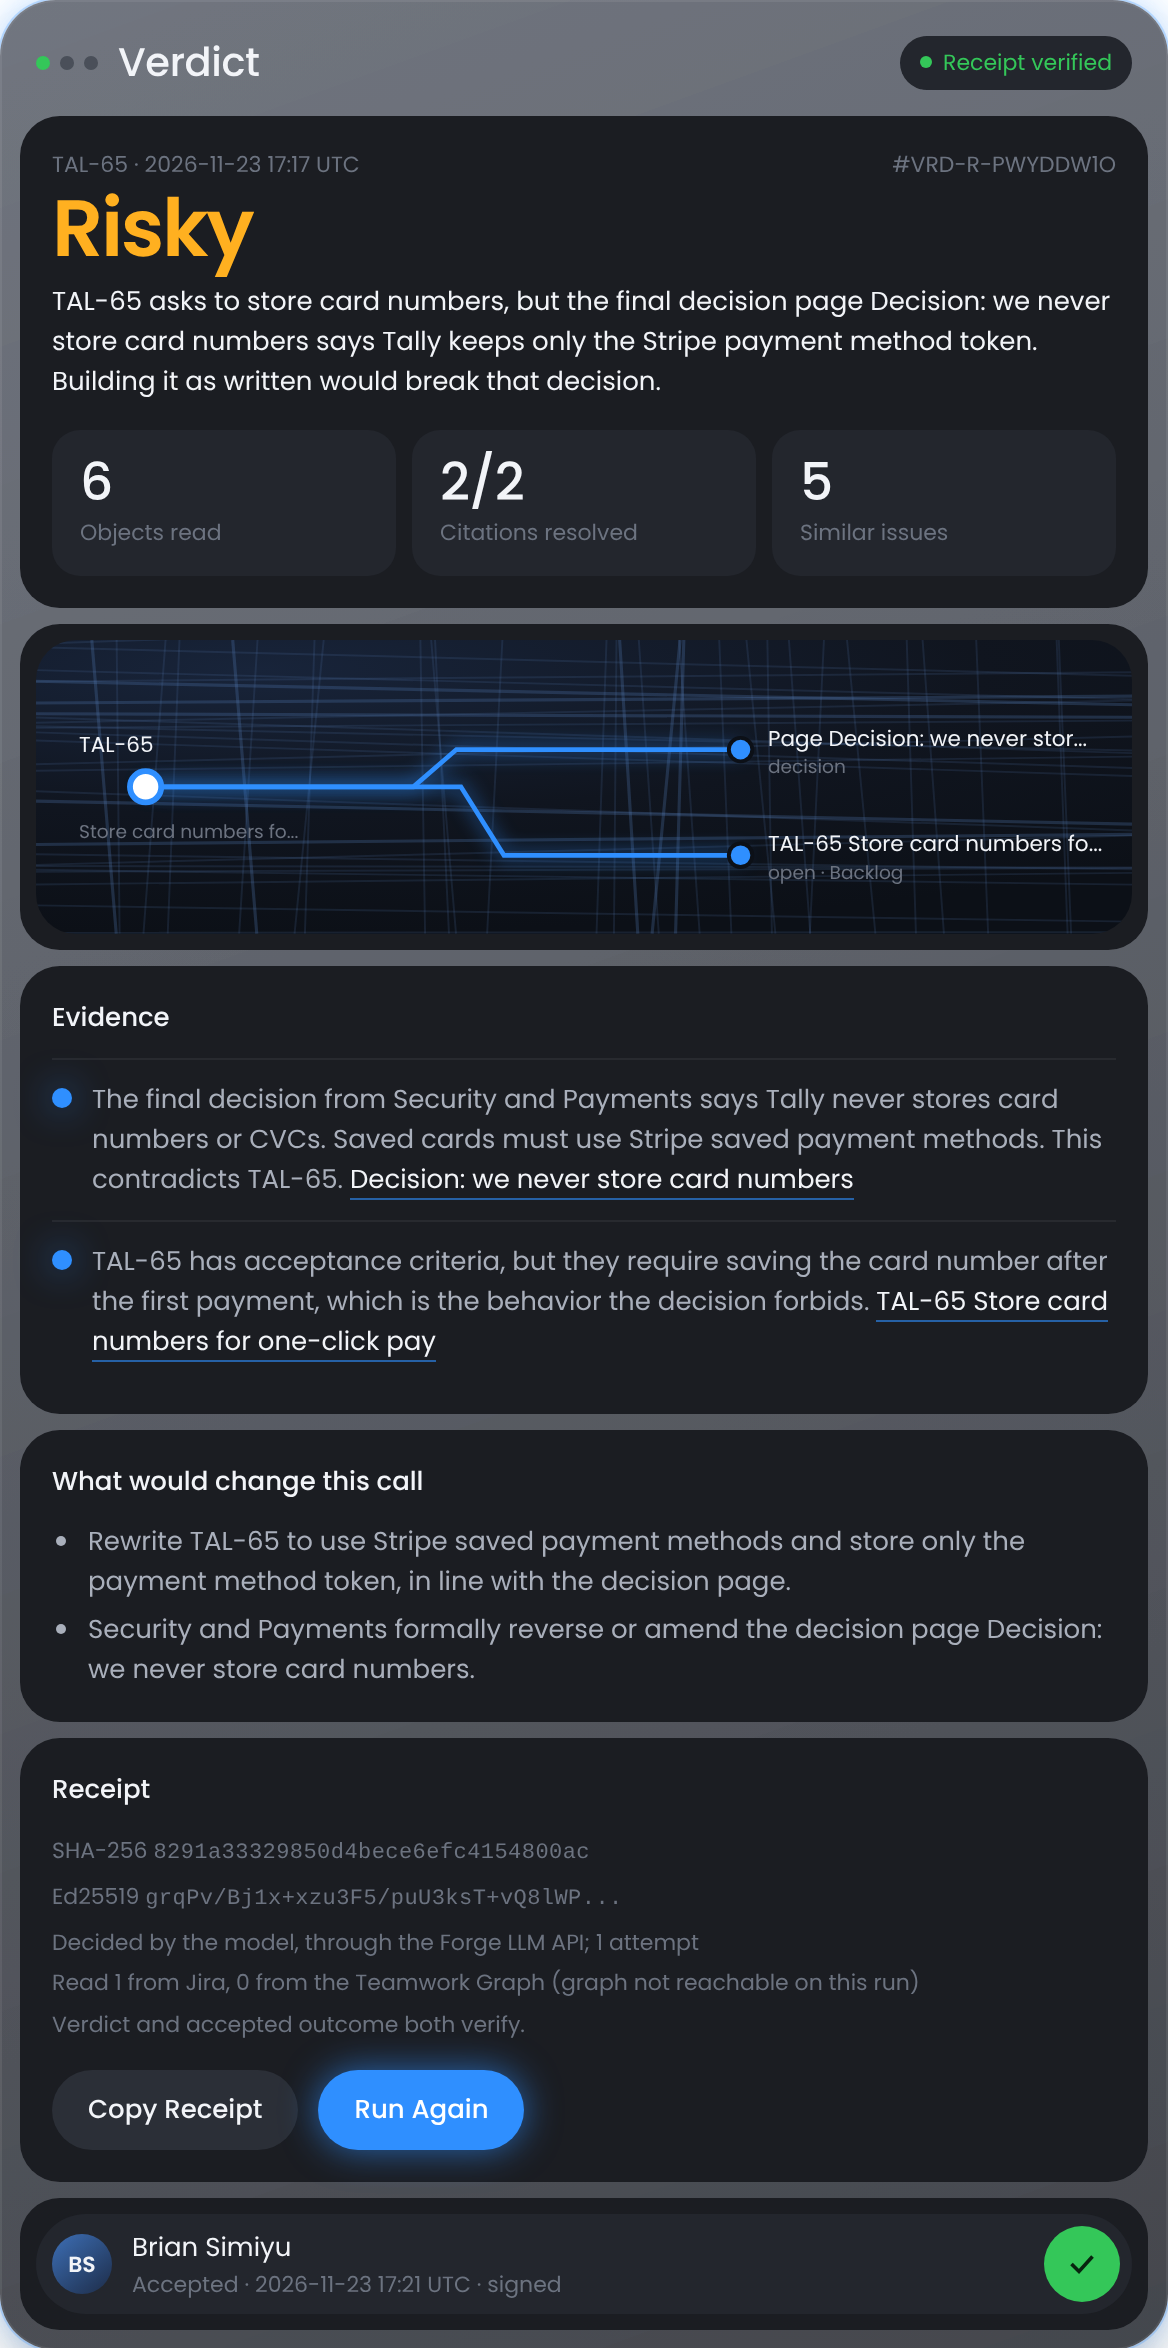 Verdict
Receipt verified
TAL-65 · 2026-11-23 17:17 UTC
#VRD-R-PWYDDW1O
Risky
TAL-65 asks to store card numbers, but the final decision page Decision: we never
store card numbers says Tally keeps only the Stripe payment method token.
Building it as written would break that decision.
6
Objects read
2/2
Citations resolved
5
Similar issues
TAL-65
Store card numbers fo...
Page Decision: we never stor...
decision
TAL-65 Store card numbers fo...
open · Backlog
Evidence
The final decision from Security and Payments says Tally never stores card
numbers or CVCs. Saved cards must use Stripe saved payment methods. This
contradicts TAL-65. Decision: we never store card numbers
TAL-65 has acceptance criteria, but they require saving the card number after
the first payment, which is the behavior the decision forbids. TAL-65 Store card
numbers for one-click pay
What would change this call
• Rewrite TAL-65 to use Stripe saved payment methods and store only the
payment method token, in line with the decision page.
• Security and Payments formally reverse or amend the decision page Decision:
we never store card numbers.
Receipt
SHA-256 8291a33329850d4bece6efc4154800ac
Ed25519 grqPv/Bj1x+xzu3F5/puU3ksT+vQ8lWP...
Decided by the model, through the Forge LLM API; 1 attempt
Read 1 from Jira, 0 from the Teamwork Graph (graph not reachable on this run)
Verdict and accepted outcome both verify.
Copy Receipt
Run Again
BS
Brian Simiyu
Accepted · 2026-11-23 17:21 UTC · signed